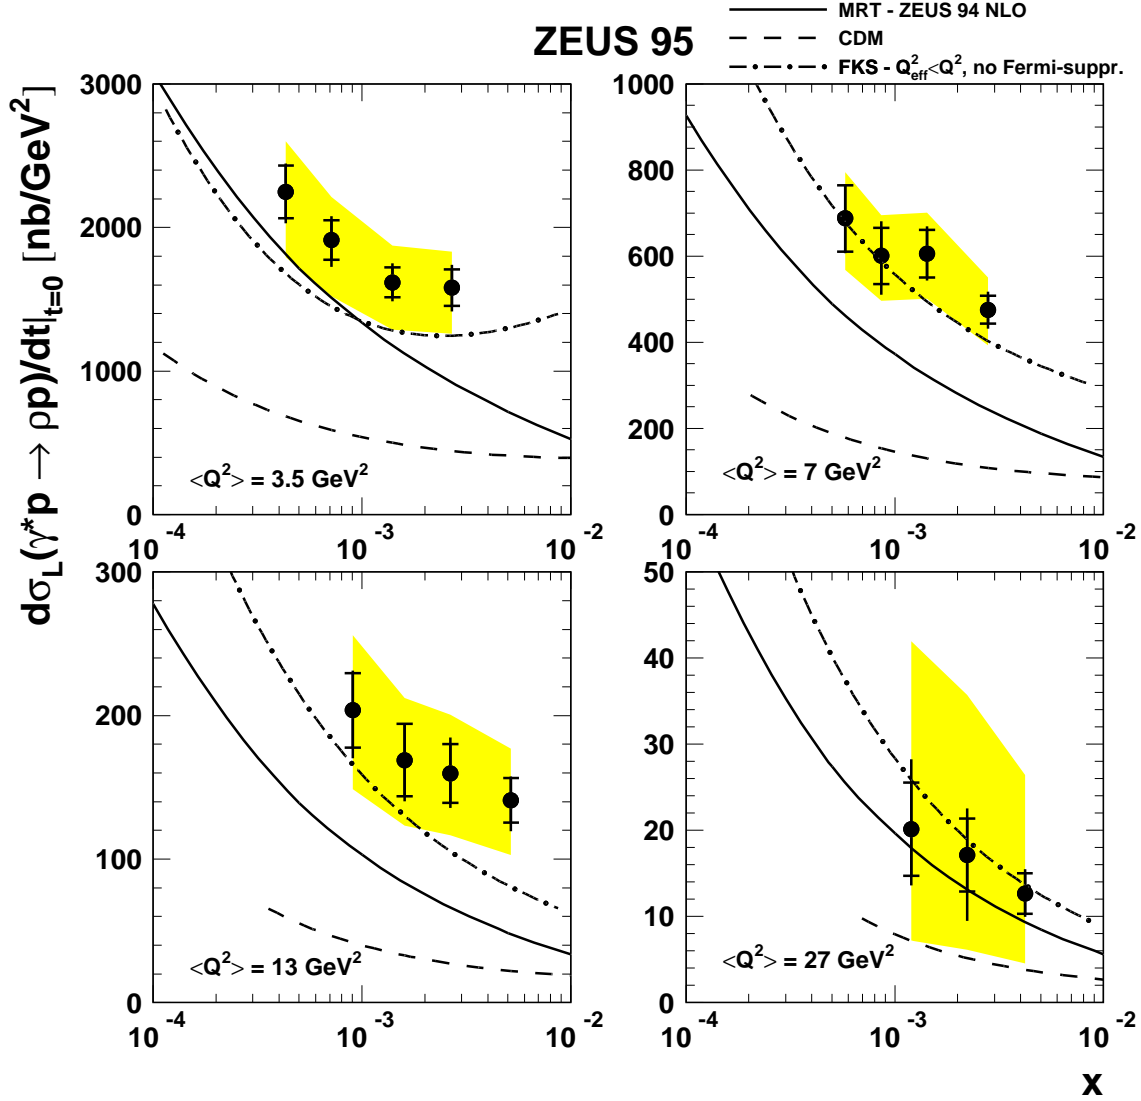 ZEUS 95
MRT - ZEUS 94 NLO
CDM
FKS - Q²eff<Q², no Fermi-suppr.
dσL(γ*p → ρp)/dt|t=0 [nb/GeV²]
3000
2000
1000
0
<Q²> = 3.5 GeV²
10⁻⁴ 10⁻³ 10⁻²
1000
800
600
400
200
0
<Q²> = 7 GeV²
10⁻⁴ 10⁻³ 10⁻²
300
200
100
0
<Q²> = 13 GeV²
10⁻⁴ 10⁻³ 10⁻²
50
40
30
20
10
0
<Q²> = 27 GeV²
10⁻⁴ 10⁻³ 10⁻²
x